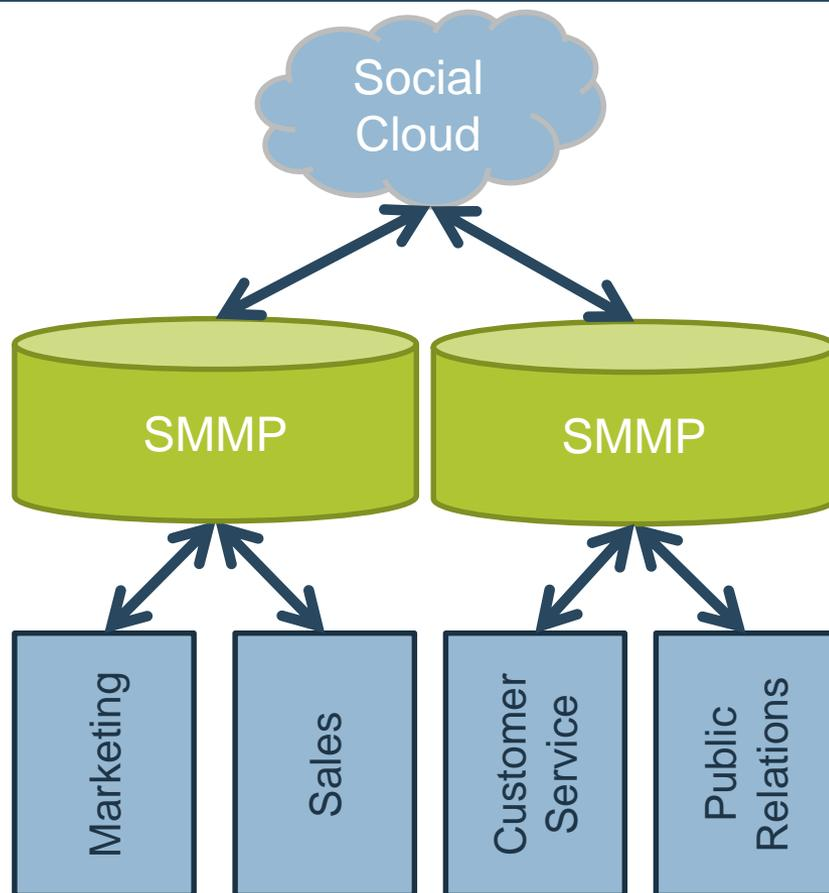 Social
Cloud
SMMP
SMMP
Marketing
Sales
Customer
Service
Public
Relations